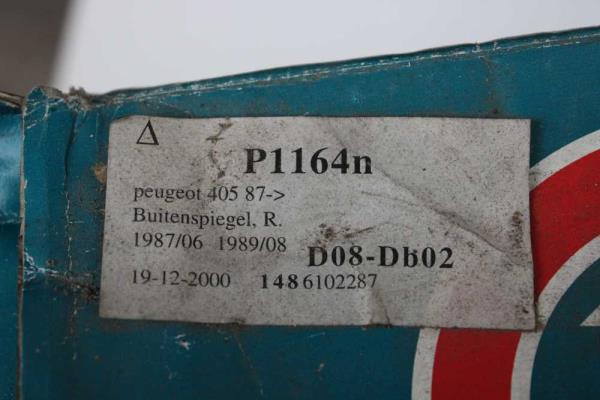 Δ
P1164n
peugeot 405 87->
Buitenspiegel, R.
1987/06 1989/08 D08-Db02
19-12-2000 1486102287